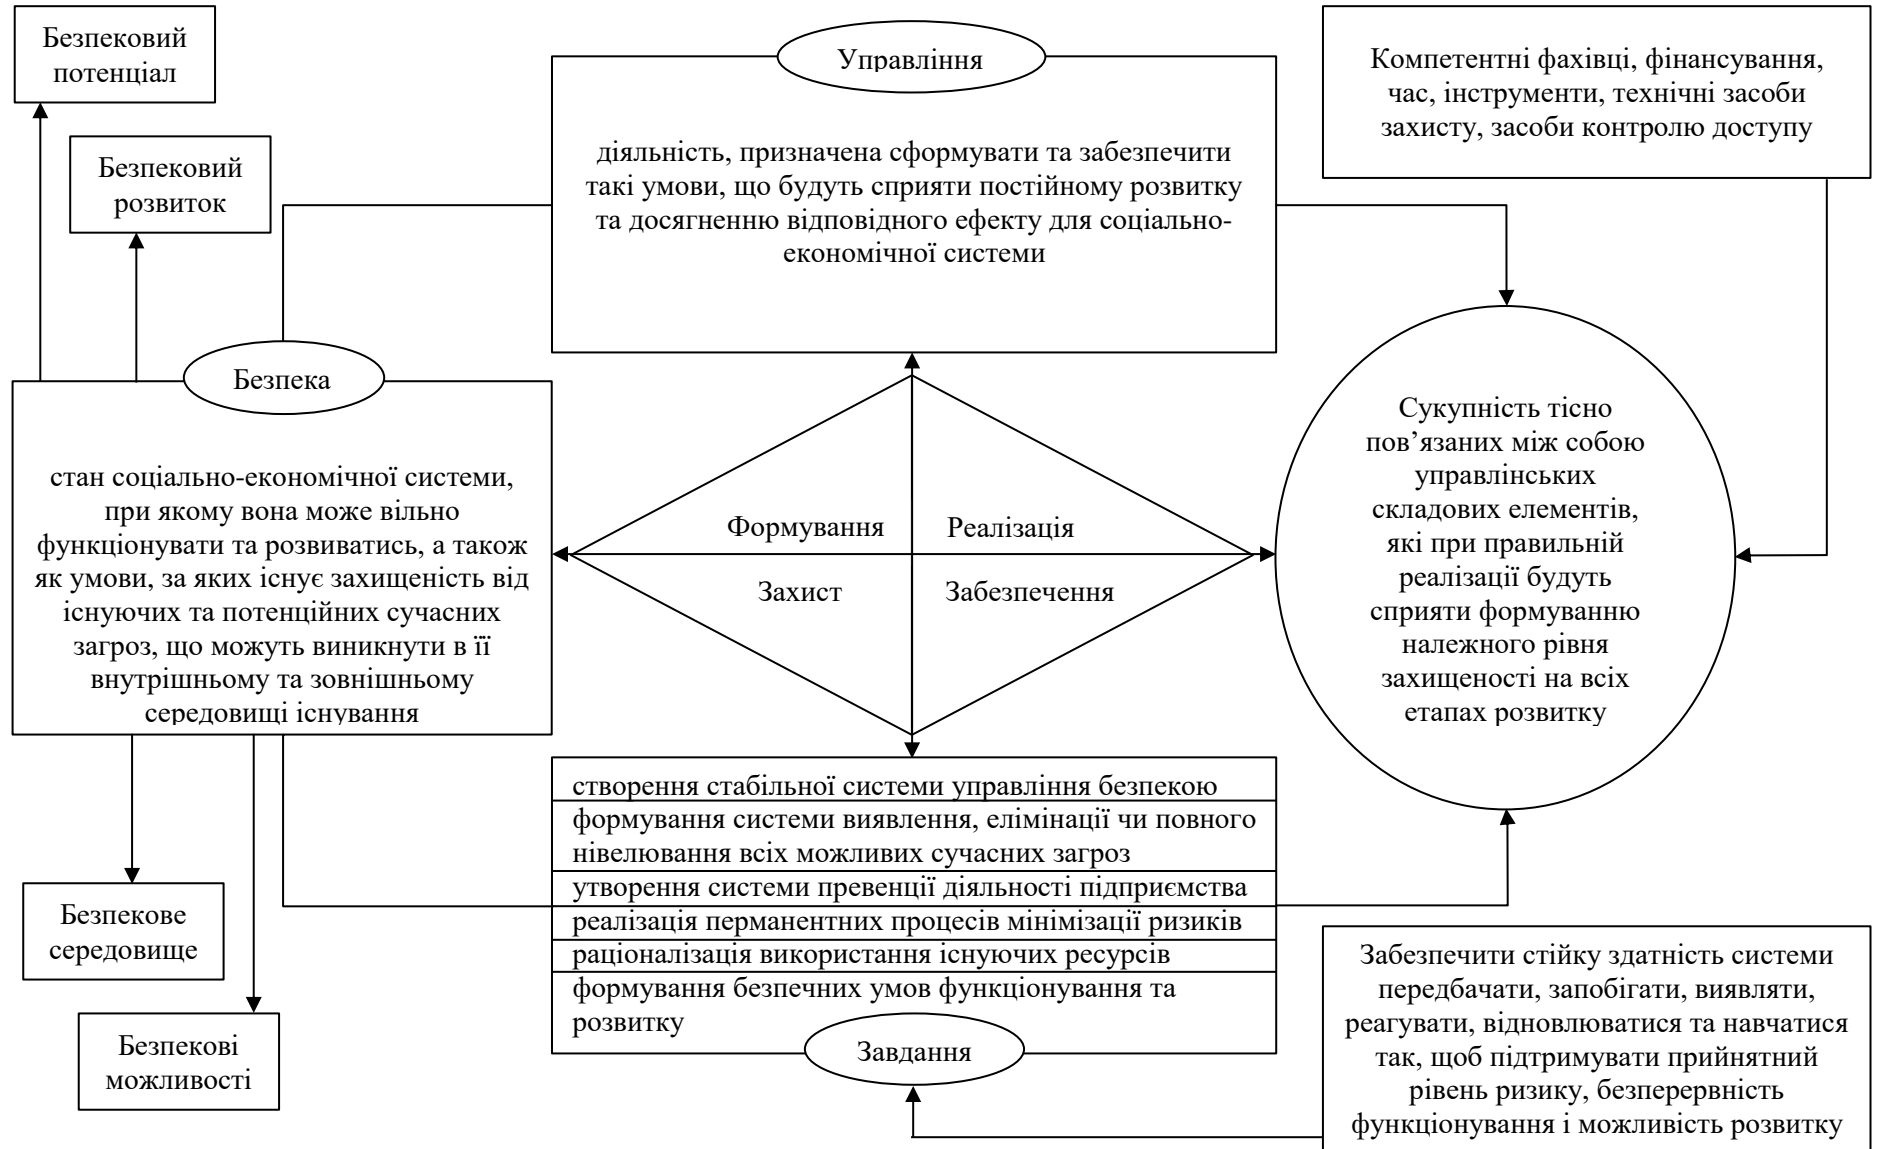 Безпековий
потенціал
Безпековий
розвиток
Управління
діяльність, призначена сформувати та забезпечити
такі умови, що будуть сприяти постійному розвитку
та досягненню відповідного ефекту для соціально-
економічної системи
Компетентні фахівці, фінансування,
час, інструменти, технічні засоби
захисту, засоби контролю доступу
Безпека
стан соціально-економічної системи,
при якому вона може вільно
функціонувати та розвиватись, а також
як умови, за яких існує захищеність від
існуючих та потенційних сучасних
загроз, що можуть виникнути в її
внутрішньому та зовнішньому
середовищі існування
Формування
Реалізація
Захист
Забезпечення
Сукупність тісно
пов’язаних між собою
управлінських
складових елементів,
які при правильній
реалізації будуть
сприяти формуванню
належного рівня
захищеності на всіх
етапах розвитку
створення стабільної системи управління безпекою
формування системи виявлення, елімінації чи повного
нівелювання всіх можливих сучасних загроз
утворення системи превенції діяльності підприємства
реалізація перманентних процесів мінімізації ризиків
раціоналізація використання існуючих ресурсів
формування безпечних умов функціонування та
розвитку
Завдання
Безпекове
середовище
Безпекові
можливості
Забезпечити стійку здатність системи
передбачати, запобігати, виявляти,
реагувати, відновлюватися та навчатися
так, щоб підтримувати прийнятний
рівень ризику, безперервність
функціонування і можливість розвитку